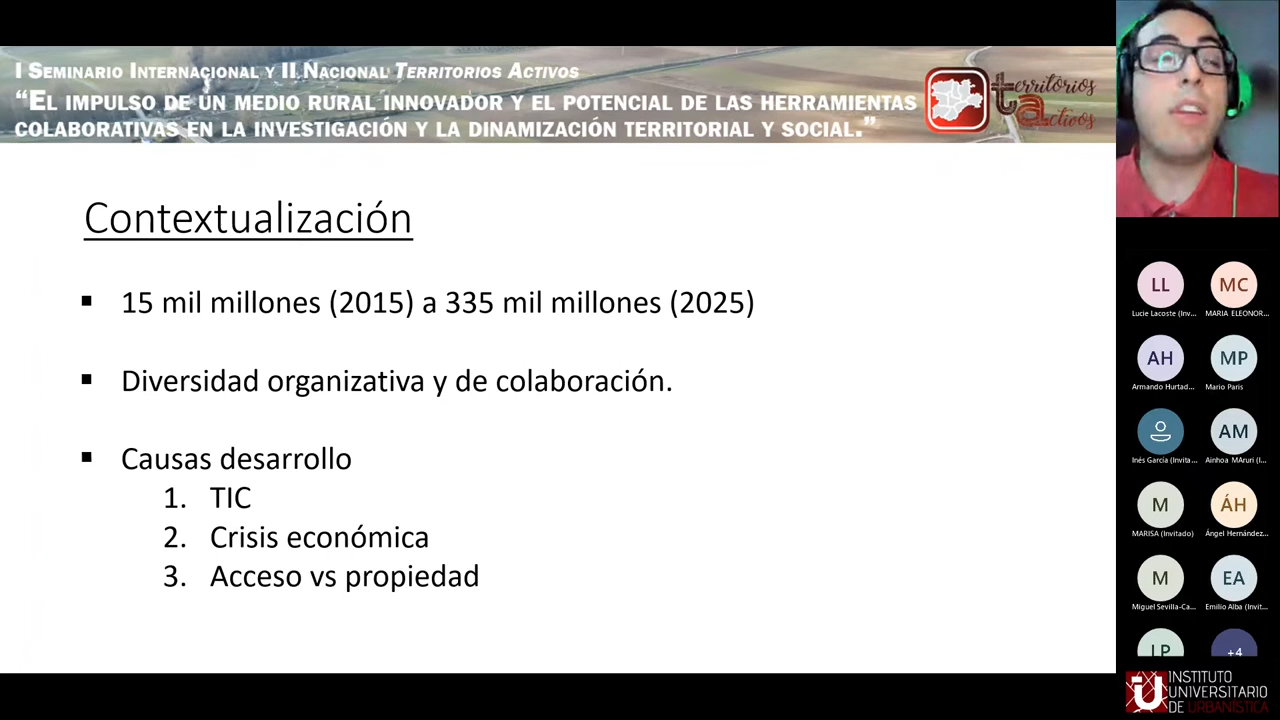 I Seminario Internacional y II Nacional Territorios Activos
“El impulso de un medio rural innovador y el potencial de las herramientas
colaborativas en la investigación y la dinamización territorial y social.”
territorios
activos
Contextualización
▪ 15 mil millones (2015) a 335 mil millones (2025)
▪ Diversidad organizativa y de colaboración.
▪ Causas desarrollo
1. TIC
2. Crisis económica
3. Acceso vs propiedad
LL MC
Lucie Lacoste (Inv... MARIA ELEONOR...
AH MP
Armando Hurtad... Mario Paris
AM
Inés García (Invita... Ainhoa MAruri (I...
M ÁH
MARISA (Invitado) Ángel Hernández...
M EA
Miguel Sevilla-Ca... Emilio Alba (Invit...
LP +4
INSTITUTO
UNIVERSITARIO
DE URBANÍSTICA